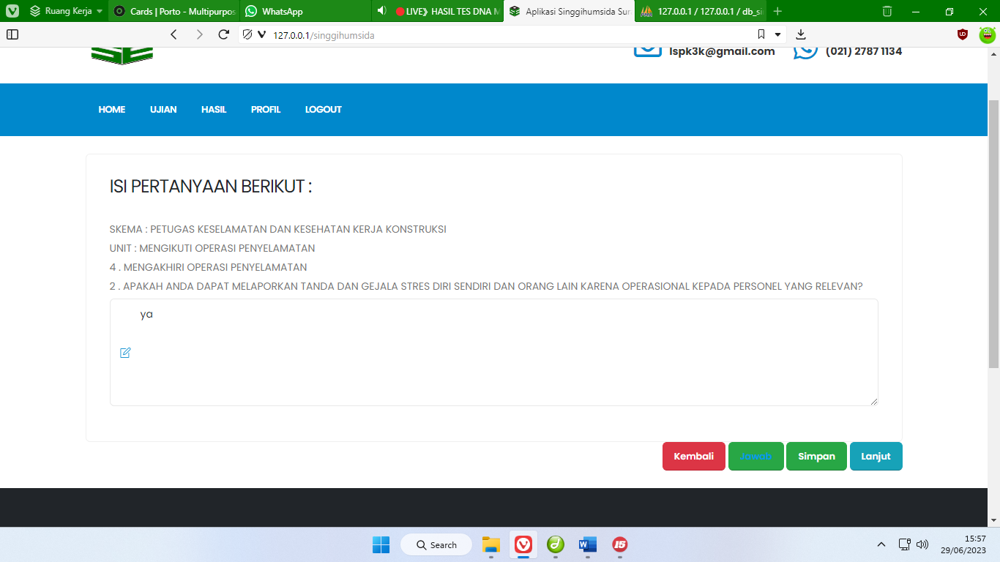 Ruang Kerja
Cards | Porto - Multipurpos
WhatsApp
LIVE》 HASIL TES DNA M
Aplikasi Singgihumsida Sur
127.0.0.1 / 127.0.0.1 / db_si
127.0.0.1/singgihumsida
lspk3k@gmail.com
(021) 2787 1134
HOME
UJIAN
HASIL
PROFIL
LOGOUT
ISI PERTANYAAN BERIKUT :
SKEMA : PETUGAS KESELAMATAN DAN KESEHATAN KERJA KONSTRUKSI
UNIT : MENGIKUTI OPERASI PENYELAMATAN
4 . MENGAKHIRI OPERASI PENYELAMATAN
2 . APAKAH ANDA DAPAT MELAPORKAN TANDA DAN GEJALA STRES DIRI SENDIRI DAN ORANG LAIN KARENA OPERASIONAL KEPADA PERSONEL YANG RELEVAN?
ya
Kembali
Jawab
Simpan
Lanjut
Search
15:57
29/06/2023